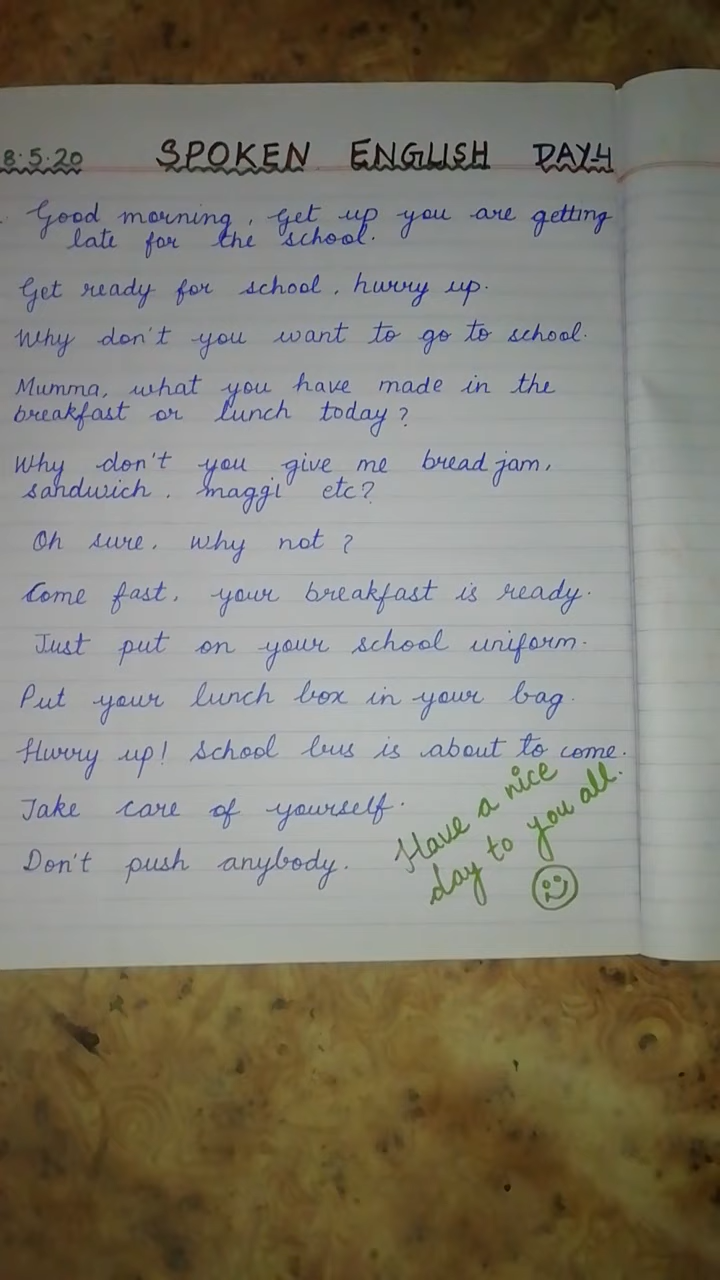 8.5.20 SPOKEN ENGLISH DAY-4
Good morning, Get up you are getting
late for the school.
Get ready for school, hurry up.
Why don't you want to go to school.
Mumma, what you have made in the
breakfast or lunch today?
Why don't you give me bread jam,
sandwich, maggi etc?
Oh sure, Why not?
Come fast, your breakfast is ready.
Just put on your school uniform.
Put your lunch box in your bag.
Hurry up! School bus is about to come.
Take care of yourself.
Don't push anybody.
Have a nice
day to you all.